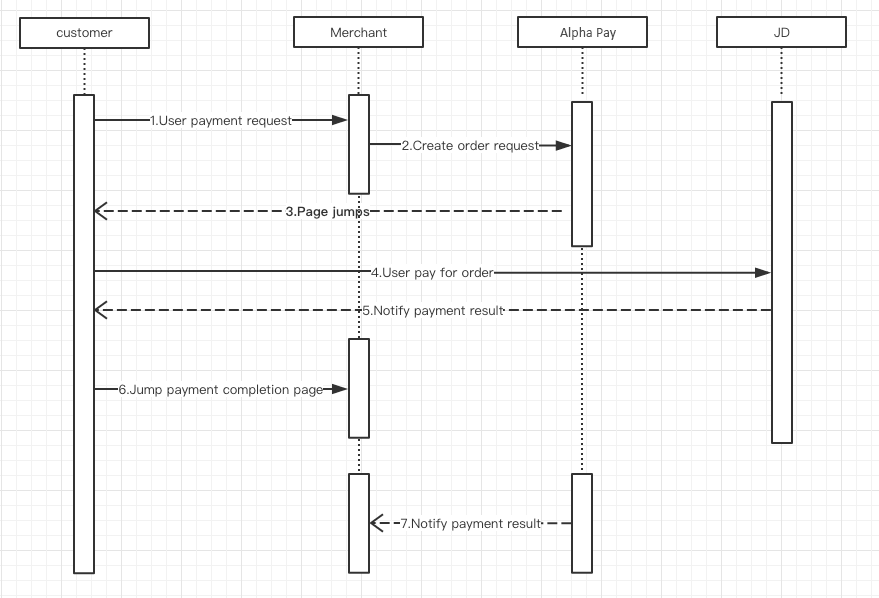 customer
Merchant
Alpha Pay
JD
1.User payment request
2.Create order request
3.Page jumps
4.User pay for order
5.Notify payment result
6.Jump payment completion page
7.Notify payment result